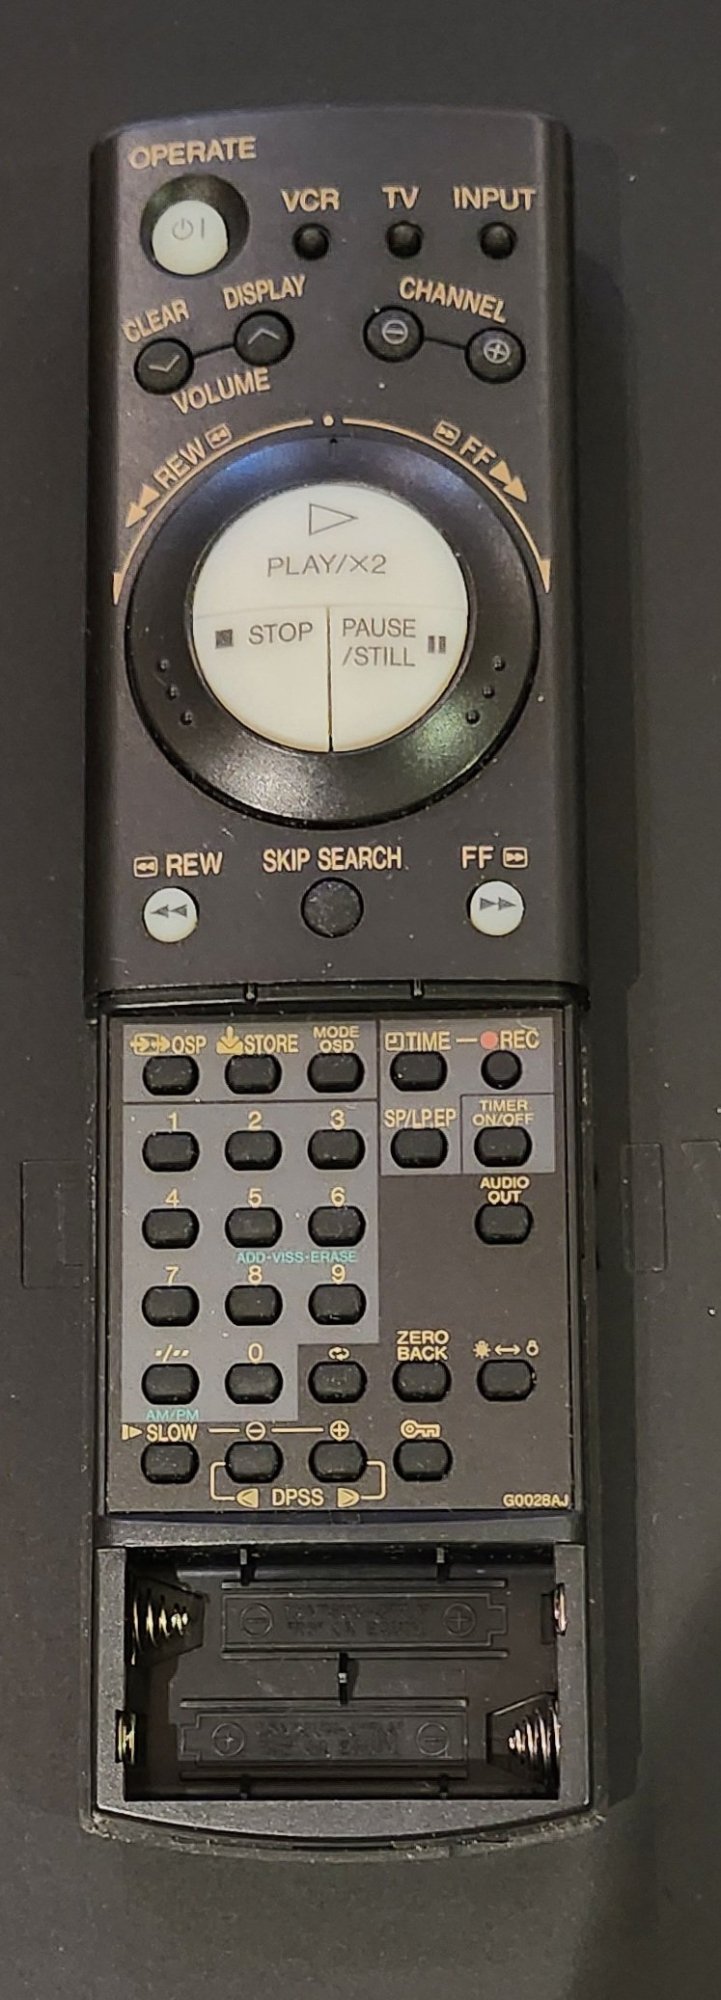 OPERATE
VCR TV INPUT
CLEAR DISPLAY CHANNEL
VOLUME
REW FF
PLAY/X2
STOP PAUSE
/STILL
REW SKIP SEARCH FF
OSP STORE MODE OSD TIME REC
1 2 3 SP/LP.EP TIMER ON/OFF
4 5 6 AUDIO OUT
ADD-VISS-ERASE
7 8 9
-/-- 0 ZERO BACK
AM/PM
SLOW
DPSS
G0028AJ